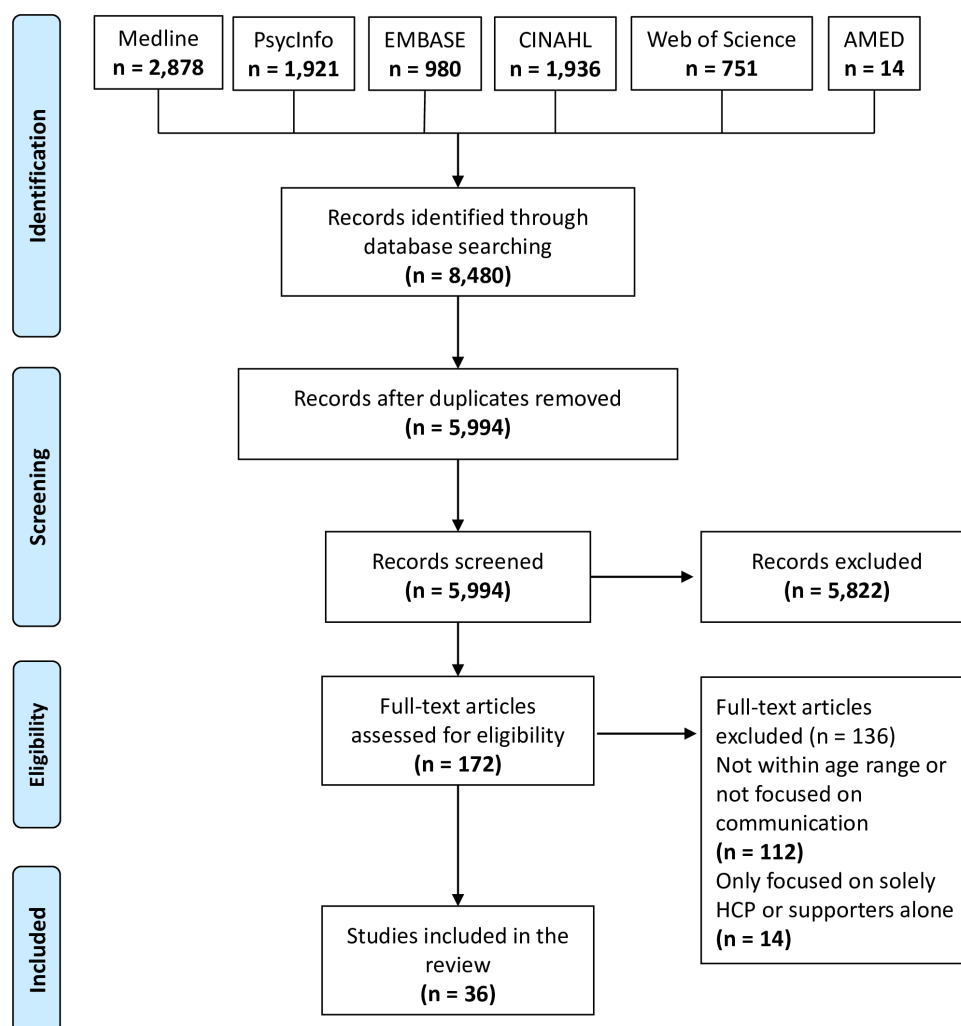 Identification
Medline
n = 2,878
PsycInfo
n = 1,921
EMBASE
n = 980
CINAHL
n = 1,936
Web of Science
n = 751
AMED
n = 14
Records identified through
database searching
(n = 8,480)
Screening
Records after duplicates removed
(n = 5,994)
Records screened
(n = 5,994)
Records excluded
(n = 5,822)
Eligibility
Full-text articles
assessed for eligibility
(n = 172)
Full-text articles
excluded (n = 136)
Not within age range or
not focused on
communication
(n = 112)
Only focused on solely
HCP or supporters alone
(n = 14)
Included
Studies included in the
review
(n = 36)